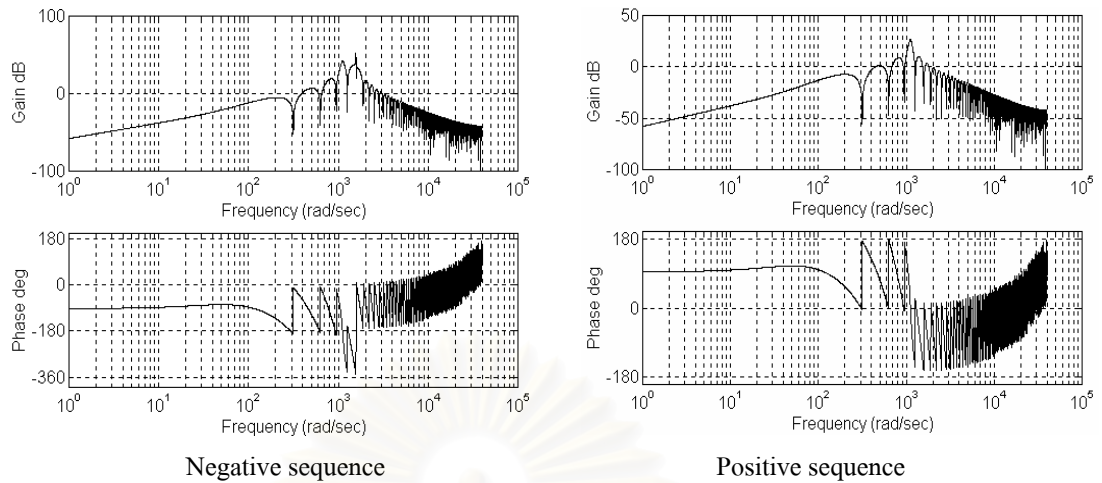 100
0
-100
Gain dB
10^0 10^1 10^2 10^3 10^4 10^5
Frequency (rad/sec)
180
0
-180
-360
Phase deg
10^0 10^1 10^2 10^3 10^4 10^5
Frequency (rad/sec)
Negative sequence
50
0
-50
-100
Gain dB
10^0 10^1 10^2 10^3 10^4 10^5
Frequency (rad/sec)
180
0
-180
Phase deg
10^0 10^1 10^2 10^3 10^4 10^5
Frequency (rad/sec)
Positive sequence